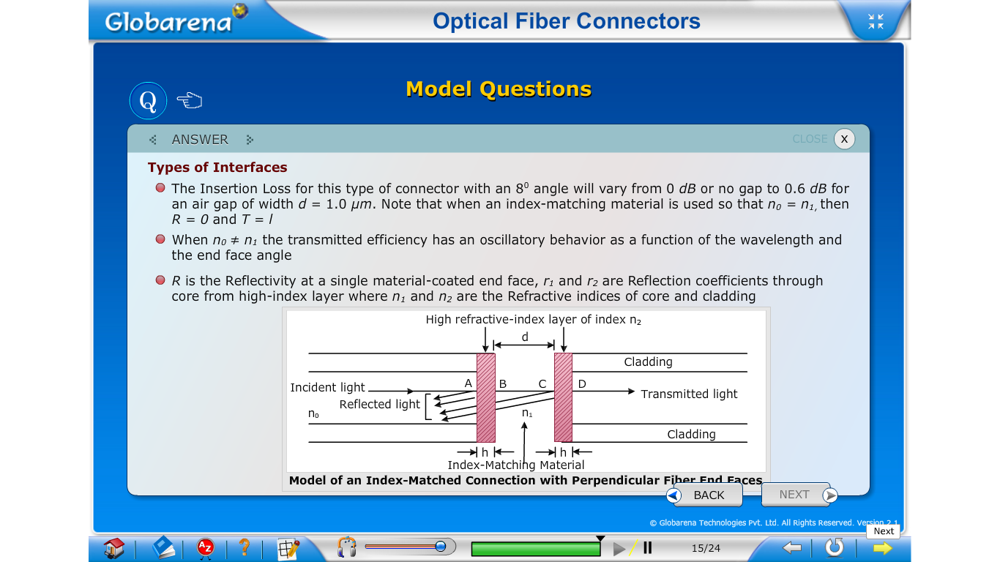 Globarena
Optical Fiber Connectors
Q
Model Questions
ANSWER
CLOSE X
Types of Interfaces
The Insertion Loss for this type of connector with an 8⁰ angle will vary from 0 dB or no gap to 0.6 dB for
an air gap of width d = 1.0 μm. Note that when an index-matching material is used so that n₀ = n₁, then
R = 0 and T = l
When n₀ ≠ n₁ the transmitted efficiency has an oscillatory behavior as a function of the wavelength and
the end face angle
R is the Reflectivity at a single material-coated end face, r₁ and r₂ are Reflection coefficients through
core from high-index layer where n₁ and n₂ are the Refractive indices of core and cladding
High refractive-index layer of index n₂
d
Cladding
Incident light
A B C D
Transmitted light
Reflected light
n₀
n₁
Cladding
h h
Index-Matching Material
Model of an Index-Matched Connection with Perpendicular Fiber End Faces
BACK
NEXT
© Globarena Technologies Pvt. Ltd. All Rights Reserved. Version 2.1
Next
AZ
?
15/24